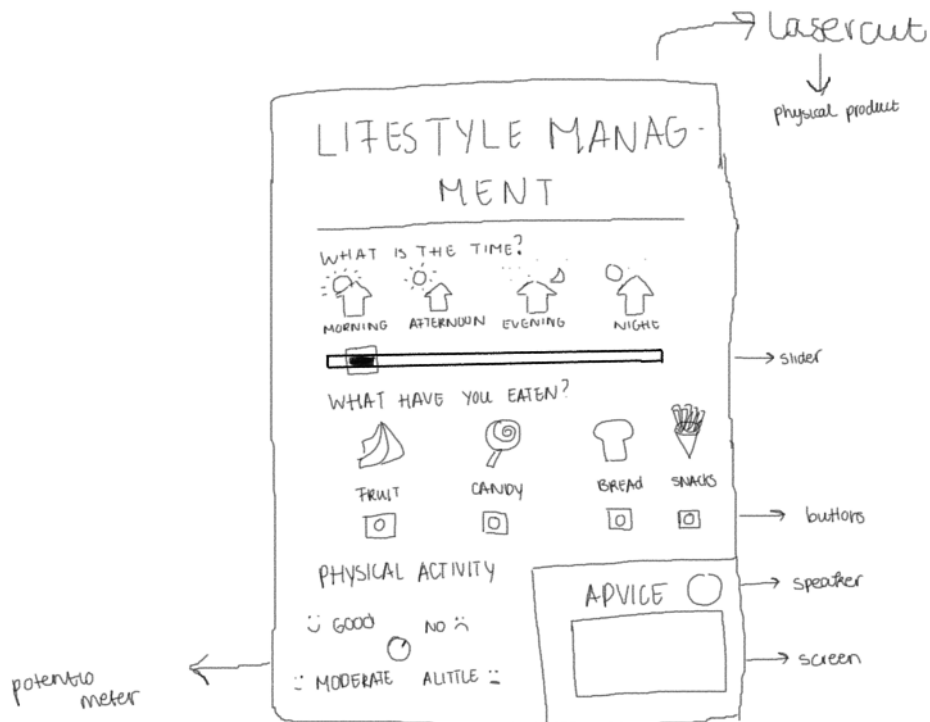 Lasercut
physical product
LIFESTYLE MANAG-
MENT
WHAT IS THE TIME?
MORNING AFTERNOON EVENING NIGHT
slider
WHAT HAVE YOU EATEN?
FRUIT CANDY BREAD SNACKS
buttons
PHYSICAL ACTIVITY
ADVICE
speaker
GOOD NO
screen
MODERATE ALITTLE
potentio
meter